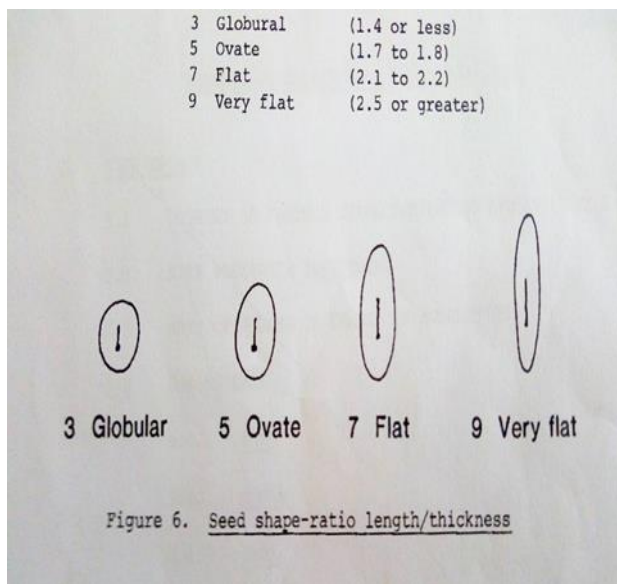 3 Globural (1.4 or less)
5 Ovate (1.7 to 1.8)
7 Flat (2.1 to 2.2)
9 Very flat (2.5 or greater)
3 Globular 5 Ovate 7 Flat 9 Very flat
Figure 6. Seed shape-ratio length/thickness